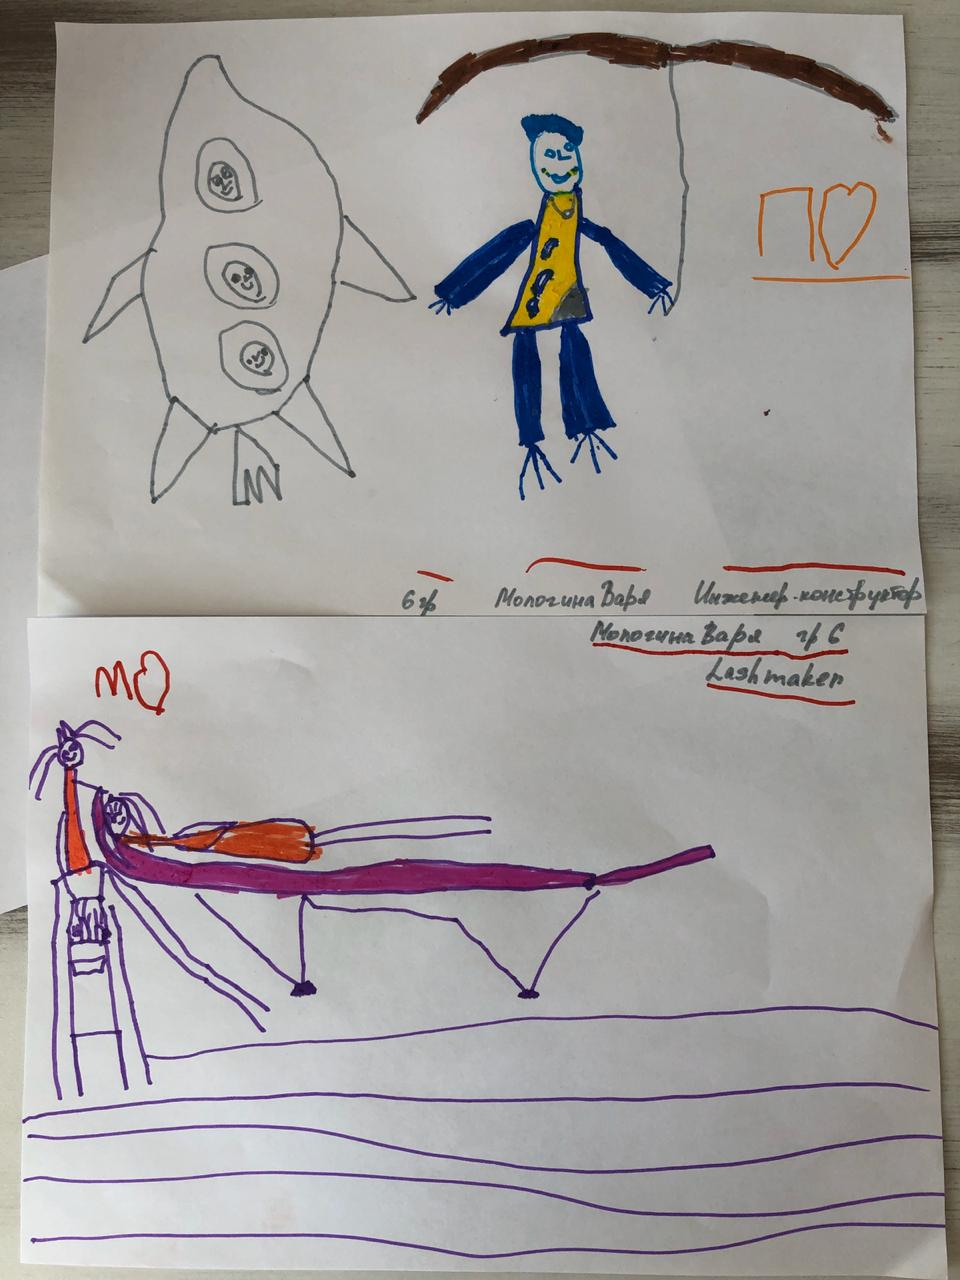 ПО
6 гр Мологина Варя Инженер-конструктор
Мологина Варя гр 6
Lashmaker
МО